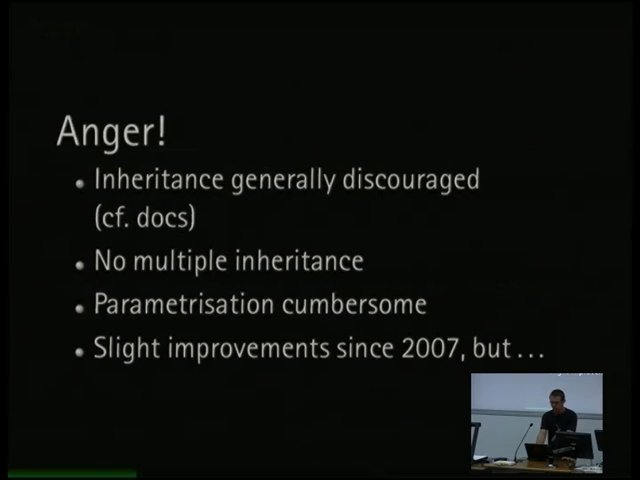 Anger!
Inheritance generally discouraged
(cf. docs)
No multiple inheritance
Parametrisation cumbersome
Slight improvements since 2007, but ...